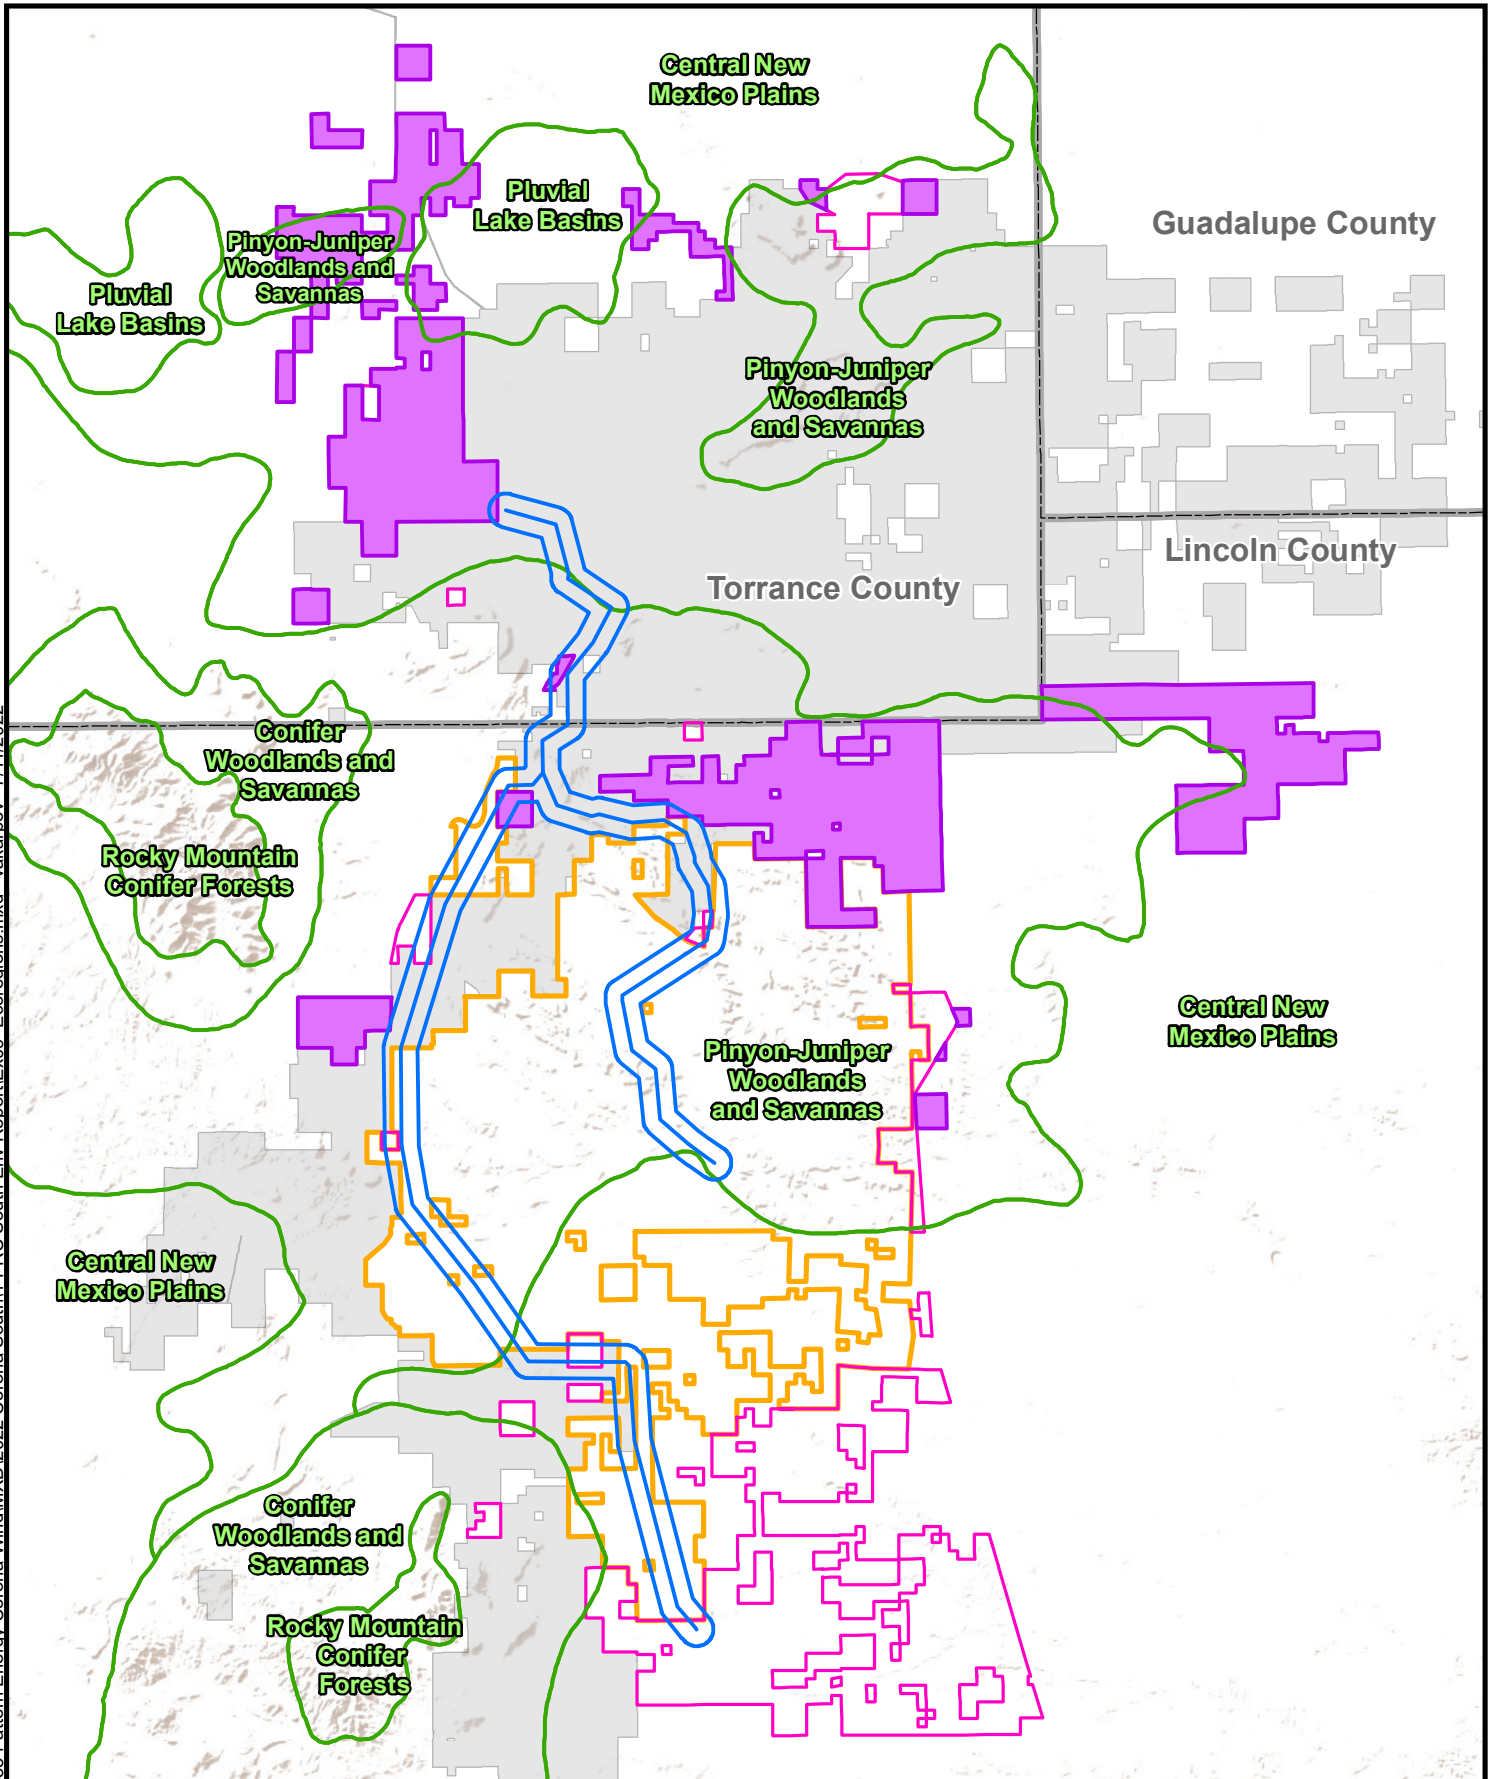 Central New
Mexico Plains
Pluvial
Lake Basins
Guadalupe County
Pinyon-Juniper
Woodlands and
Savannas
Pluvial
Lake Basins
Pinyon-Juniper
Woodlands
and Savannas
Lincoln County
Torrance County
Conifer
Woodlands and
Savannas
Rocky Mountain
Conifer Forests
Central New
Mexico Plains
Pinyon-Juniper
Woodlands
and Savannas
Central New
Mexico Plains
Conifer
Woodlands and
Savannas
Rocky Mountain
Conifer
Forests